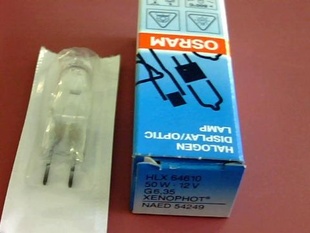 OSRAM
HALOGEN
DISPLAY/OPTIC
LAMP
HLX 64610
50W-12V
G6,35
XENOPHOT®
NAED 54249